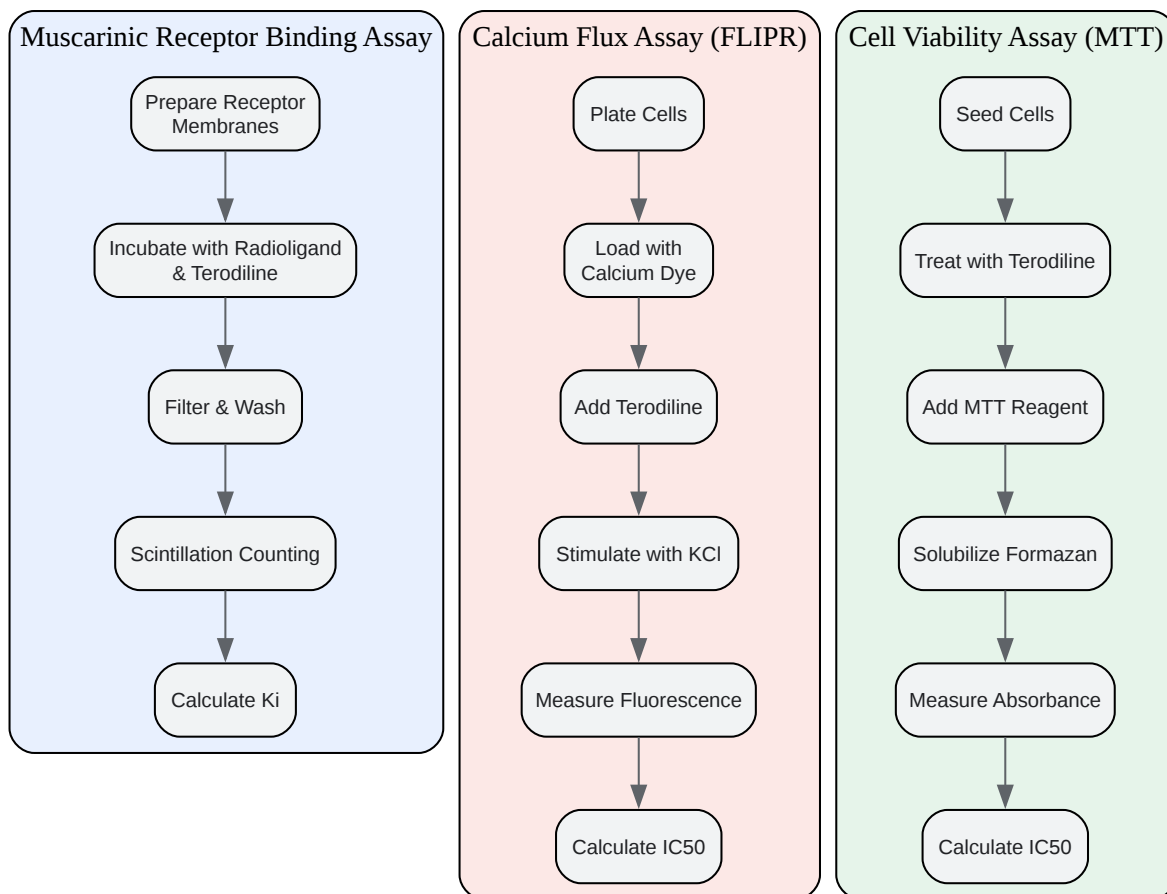 Muscarinic Receptor Binding Assay
Prepare Receptor
Membranes
Incubate with Radioligand
& Terodiline
Filter & Wash
Scintillation Counting
Calculate Ki
Calcium Flux Assay (FLIPR)
Plate Cells
Load with
Calcium Dye
Add Terodiline
Stimulate with KCl
Measure Fluorescence
Calculate IC50
Cell Viability Assay (MTT)
Seed Cells
Treat with Terodiline
Add MTT Reagent
Solubilize Formazan
Measure Absorbance
Calculate IC50